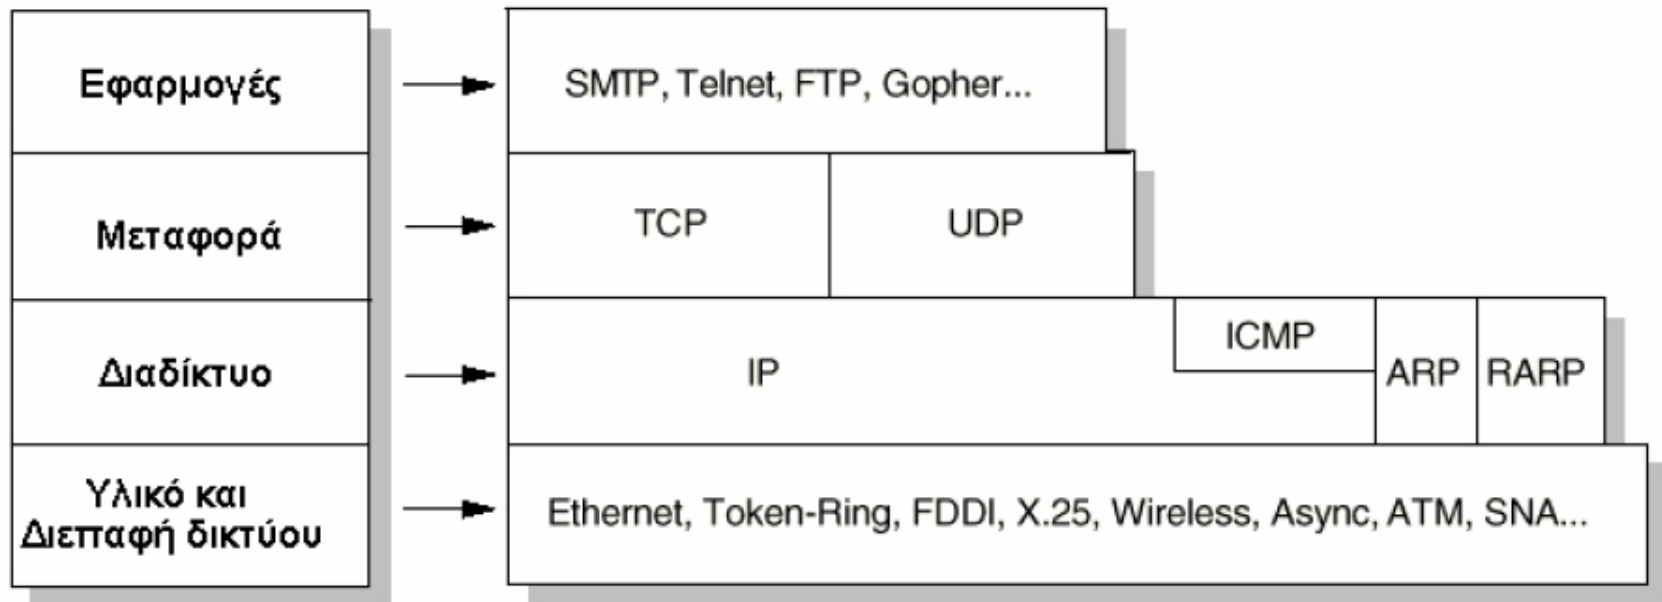 Εφαρμογές
SMTP, Telnet, FTP, Gopher...
Μεταφορά
TCP
UDP
Διαδίκτυο
IP
ICMP
ARP
RARP
Υλικό και
Διεπαφή δικτύου
Ethernet, Token-Ring, FDDI, X.25, Wireless, Async, ATM, SNA...